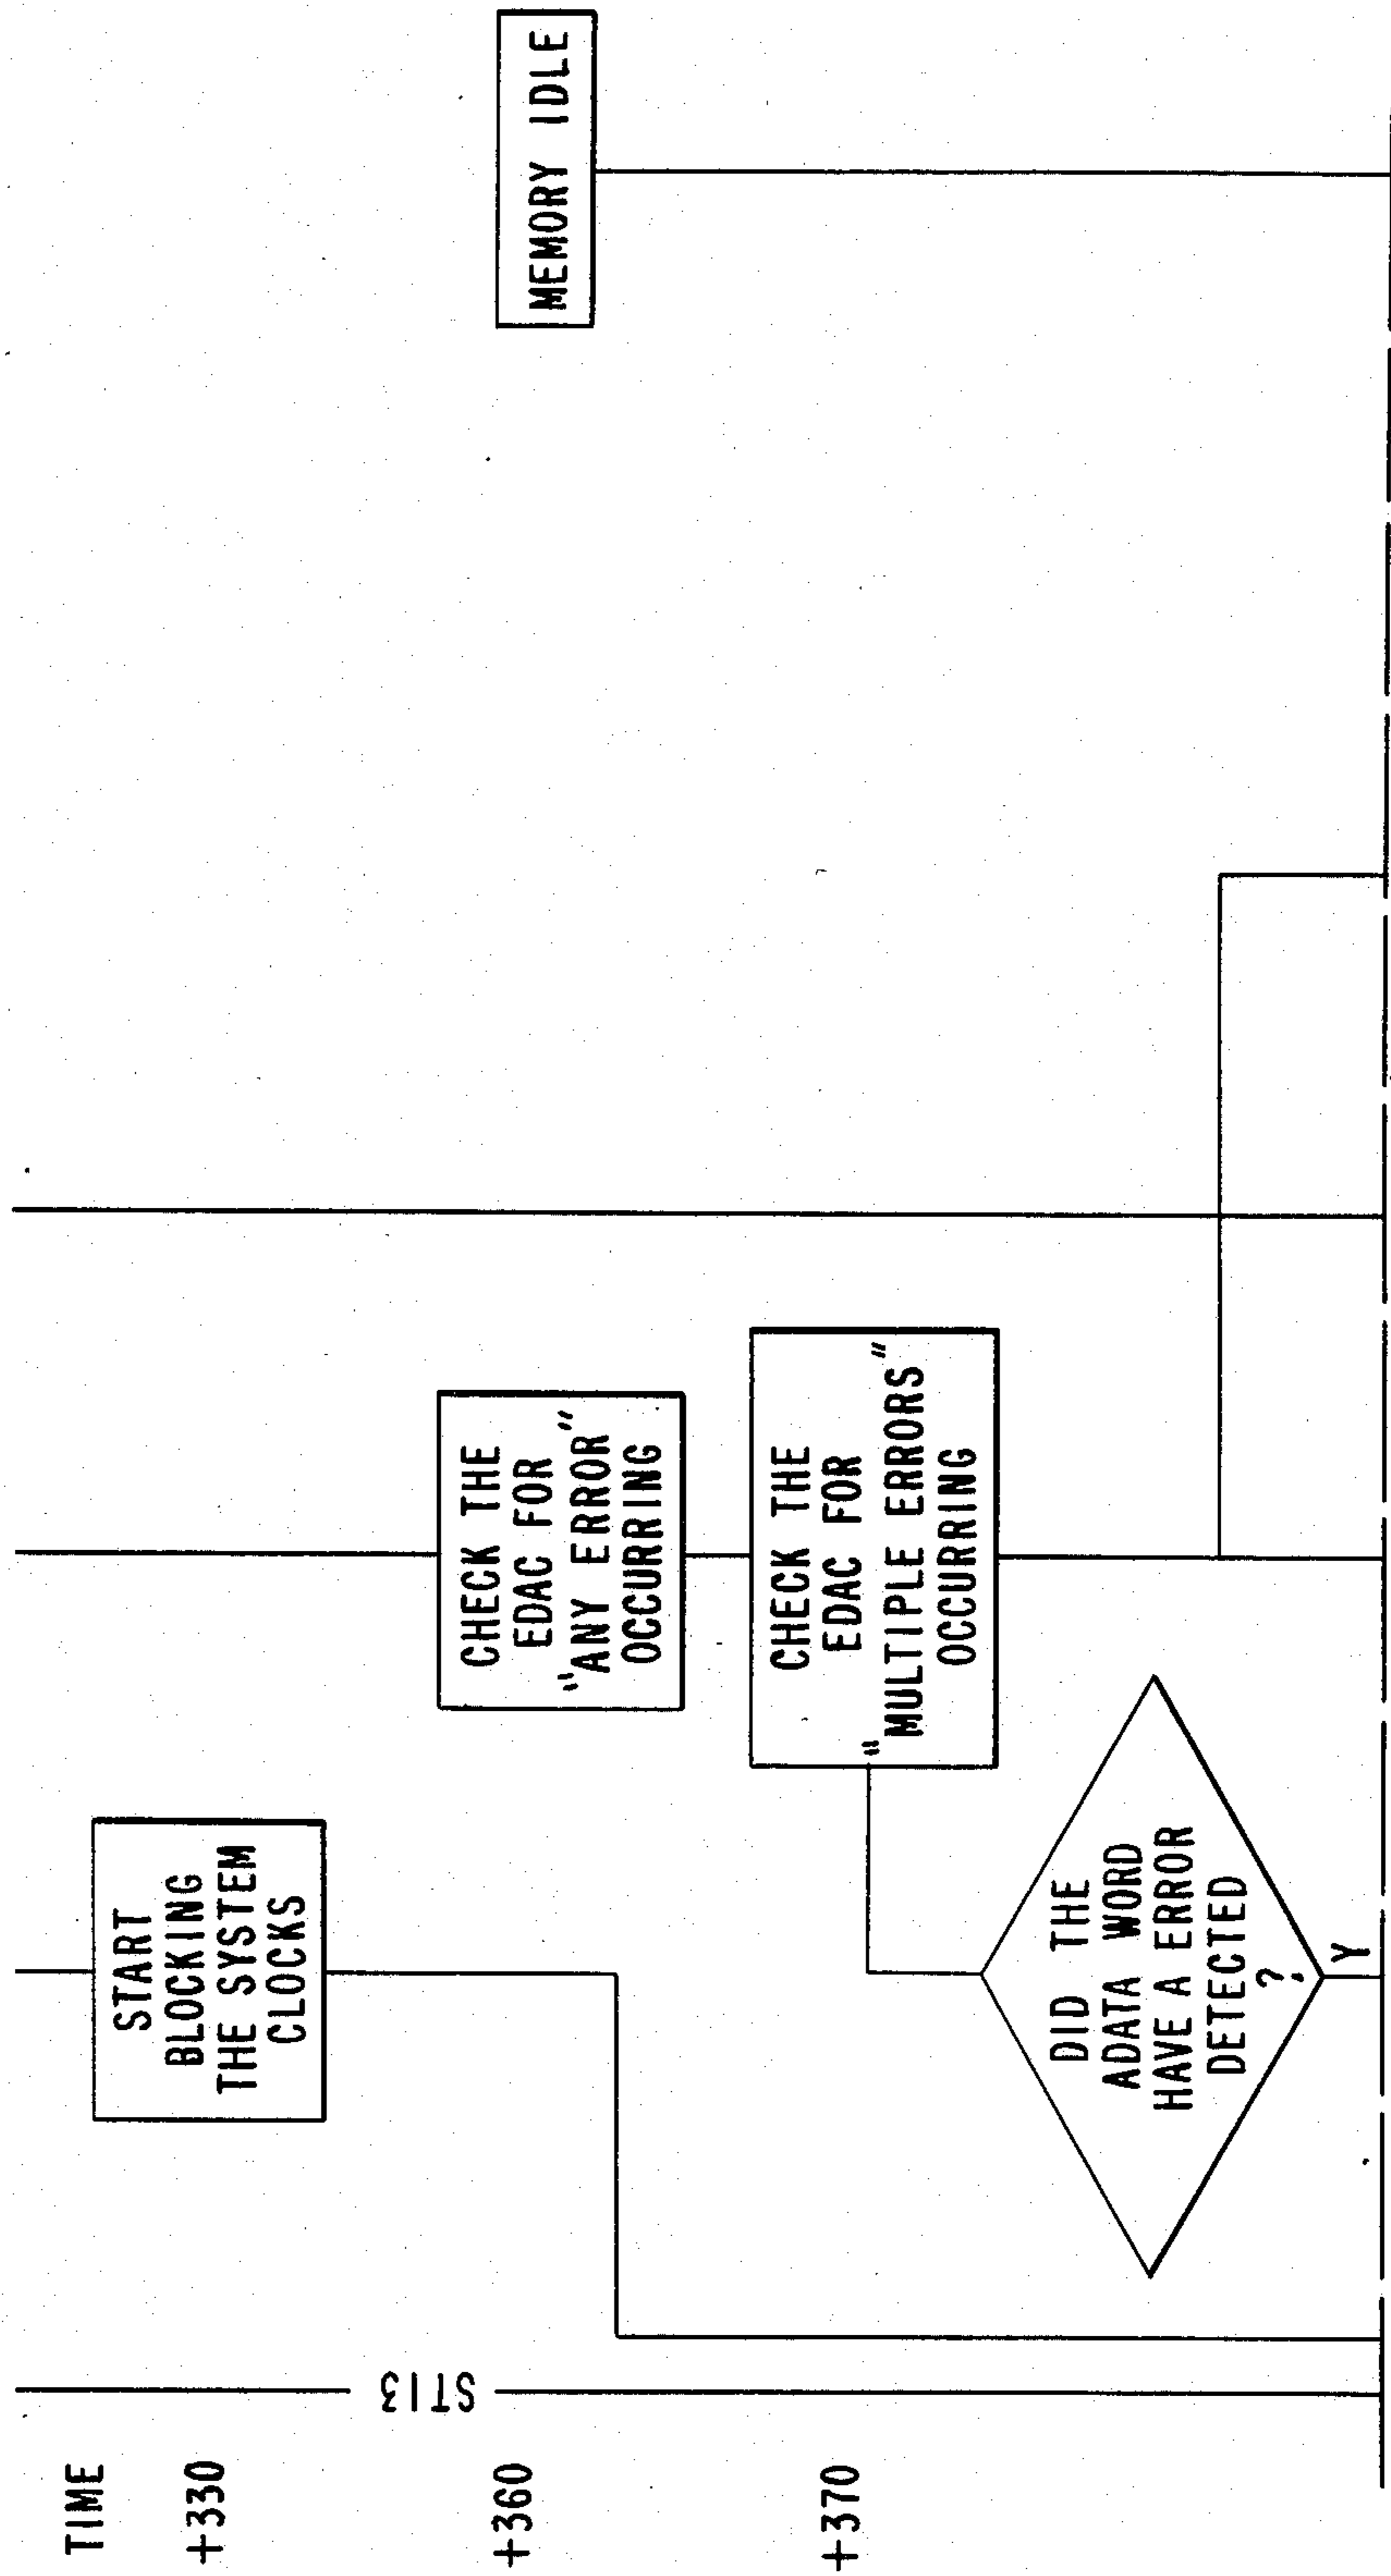 TIME
+330
START
BLOCKING
THE SYSTEM
CLOCKS
ST13
+360
CHECK THE
EDAC FOR
"ANY ERROR"
OCCURRING
MEMORY IDLE
+370
CHECK THE
EDAC FOR
"MULTIPLE ERRORS"
OCCURRING
DID THE
ADATA WORD
HAVE A ERROR
DETECTED
?
Y